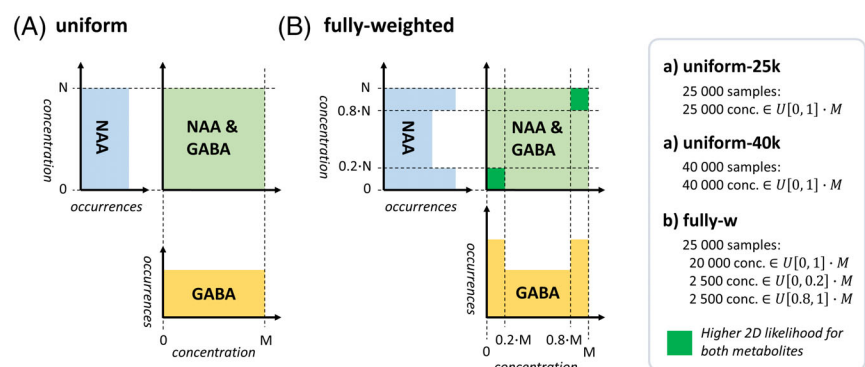 (A) uniform
(B) fully-weighted
N
concentration
0
NAA
occurrences
NAA &
GABA
occurrences
GABA
0
M
concentration
N
0.8·N
concentration
0.2·N
0
NAA
occurrences
NAA &
GABA
occurrences
GABA
0
0.2·M
0.8·M
M
concentration
a) uniform-25k
25 000 samples:
25 000 conc. ∈ U[0, 1] · M
a) uniform-40k
40 000 samples:
40 000 conc. ∈ U[0, 1] · M
b) fully-w
25 000 samples:
20 000 conc. ∈ U[0, 1] · M
2 500 conc. ∈ U[0, 0.2] · M
2 500 conc. ∈ U[0.8, 1] · M
Higher 2D likelihood for
both metabolites